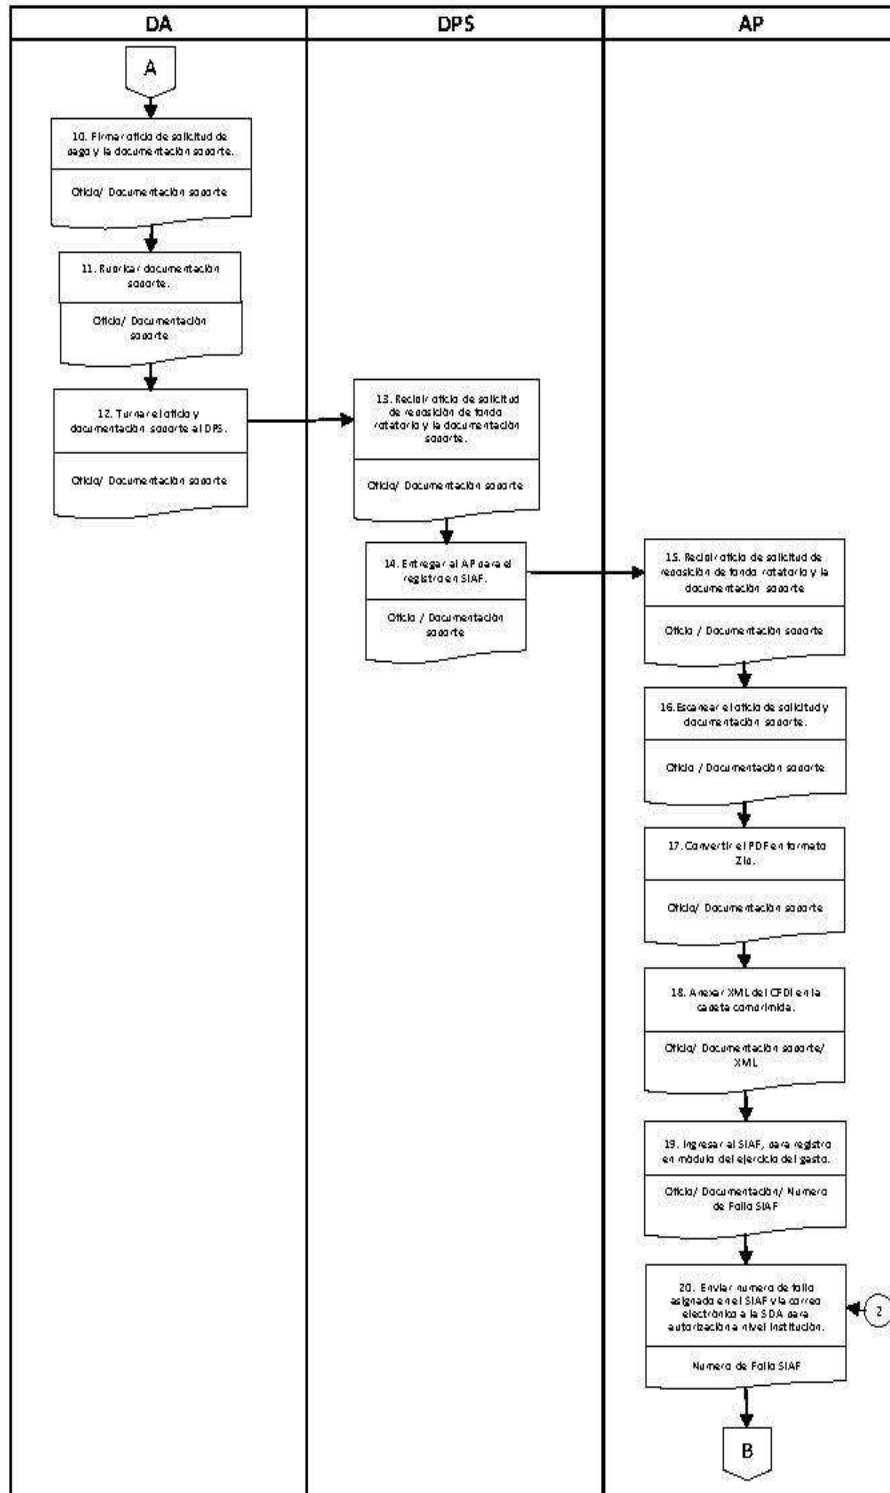 DA
DPS
AP
A
10. Firmar oficio de solicitud de
pago y la documentación soporte.
Oficio/ Documentación soporte
11. Rubricar documentación
soporte.
Oficio/ Documentación
soporte
12. Turnar el oficio y
documentación soporte al DPS.
Oficio/ Documentación soporte
13. Recibir oficio de solicitud
de reposición de fondo
rotatorio y la documentación
soporte.
Oficio/ Documentación soporte
14. Entregar al AP para el
registro en SIAF.
Oficio / Documentación
soporte
15. Recibir oficio de solicitud de
reposición de fondo rotatorio y la
documentación soporte
Oficio / Documentación soporte
16. Escanear el oficio de solicitud y
documentación soporte.
Oficio / Documentación soporte
17. Convertir el PDF en formato
Zip.
Oficio/ Documentación soporte
18. Anexar XML del CFDI en la
capeta comprimida.
Oficio/ Documentación soporte/
XML
19. Ingresar al SIAF, para registro
en módulo del ejercicio del gasto.
Oficio/ Documentación/ Numero
de Folio SIAF
20. Enviar numero de folio
asignado en el SIAF vía correo
electrónico a la SDA para
autorización a nivel institución.
2
Numero de Folio SIAF
B